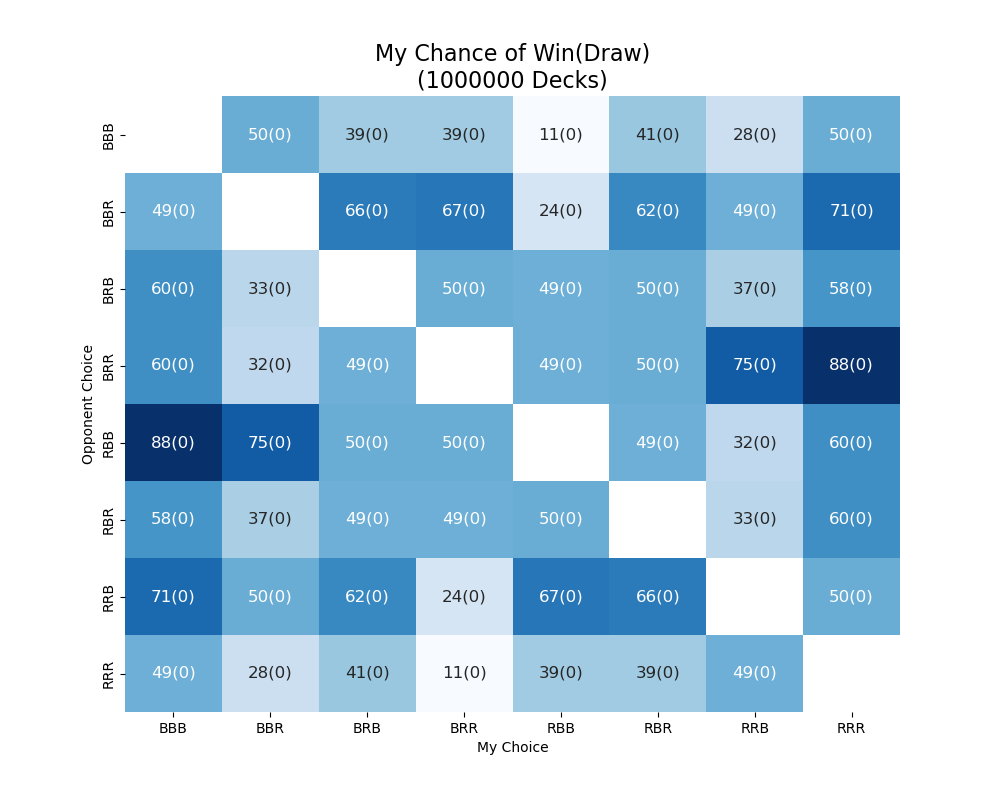 My Chance of Win(Draw)
(1000000 Decks)
BBB 50(0) 39(0) 39(0) 11(0) 41(0) 28(0) 50(0)
BBR 49(0) 66(0) 67(0) 24(0) 62(0) 49(0) 71(0)
BRB 60(0) 33(0) 50(0) 49(0) 50(0) 37(0) 58(0)
BRR 60(0) 32(0) 49(0) 49(0) 50(0) 75(0) 88(0)
RBB 88(0) 75(0) 50(0) 50(0) 49(0) 32(0) 60(0)
RBR 58(0) 37(0) 49(0) 49(0) 50(0) 33(0) 60(0)
RRB 71(0) 50(0) 62(0) 24(0) 67(0) 66(0) 50(0)
RRR 49(0) 28(0) 41(0) 11(0) 39(0) 39(0) 49(0)
Opponent Choice
BBB BBR BRB BRR RBB RBR RRB RRR
My Choice